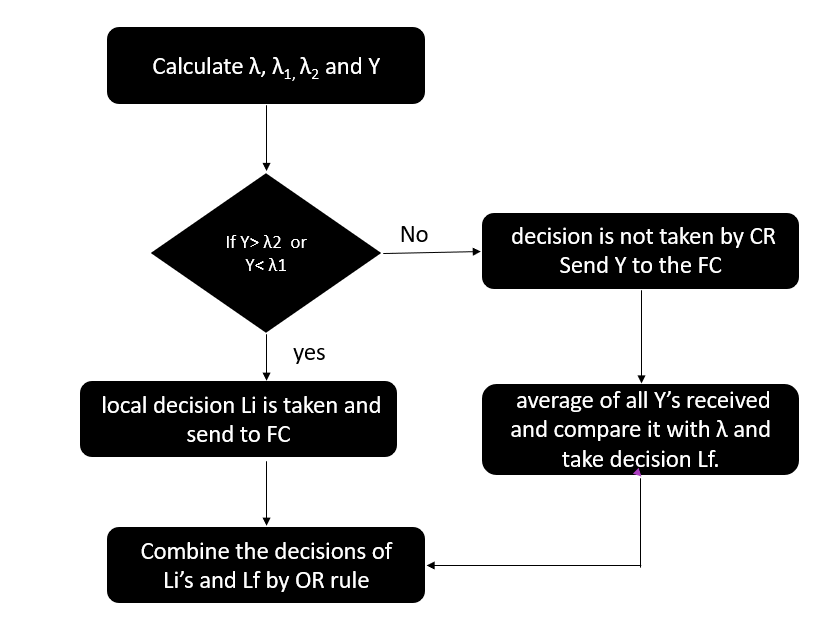 Calculate λ, λ1, λ2 and Y
If Y> λ2 or
Y< λ1
No
decision is not taken by CR
Send Y to the FC
yes
local decision Li is taken and
send to FC
average of all Y’s received
and compare it with λ and
take decision Lf.
Combine the decisions of
Li’s and Lf by OR rule